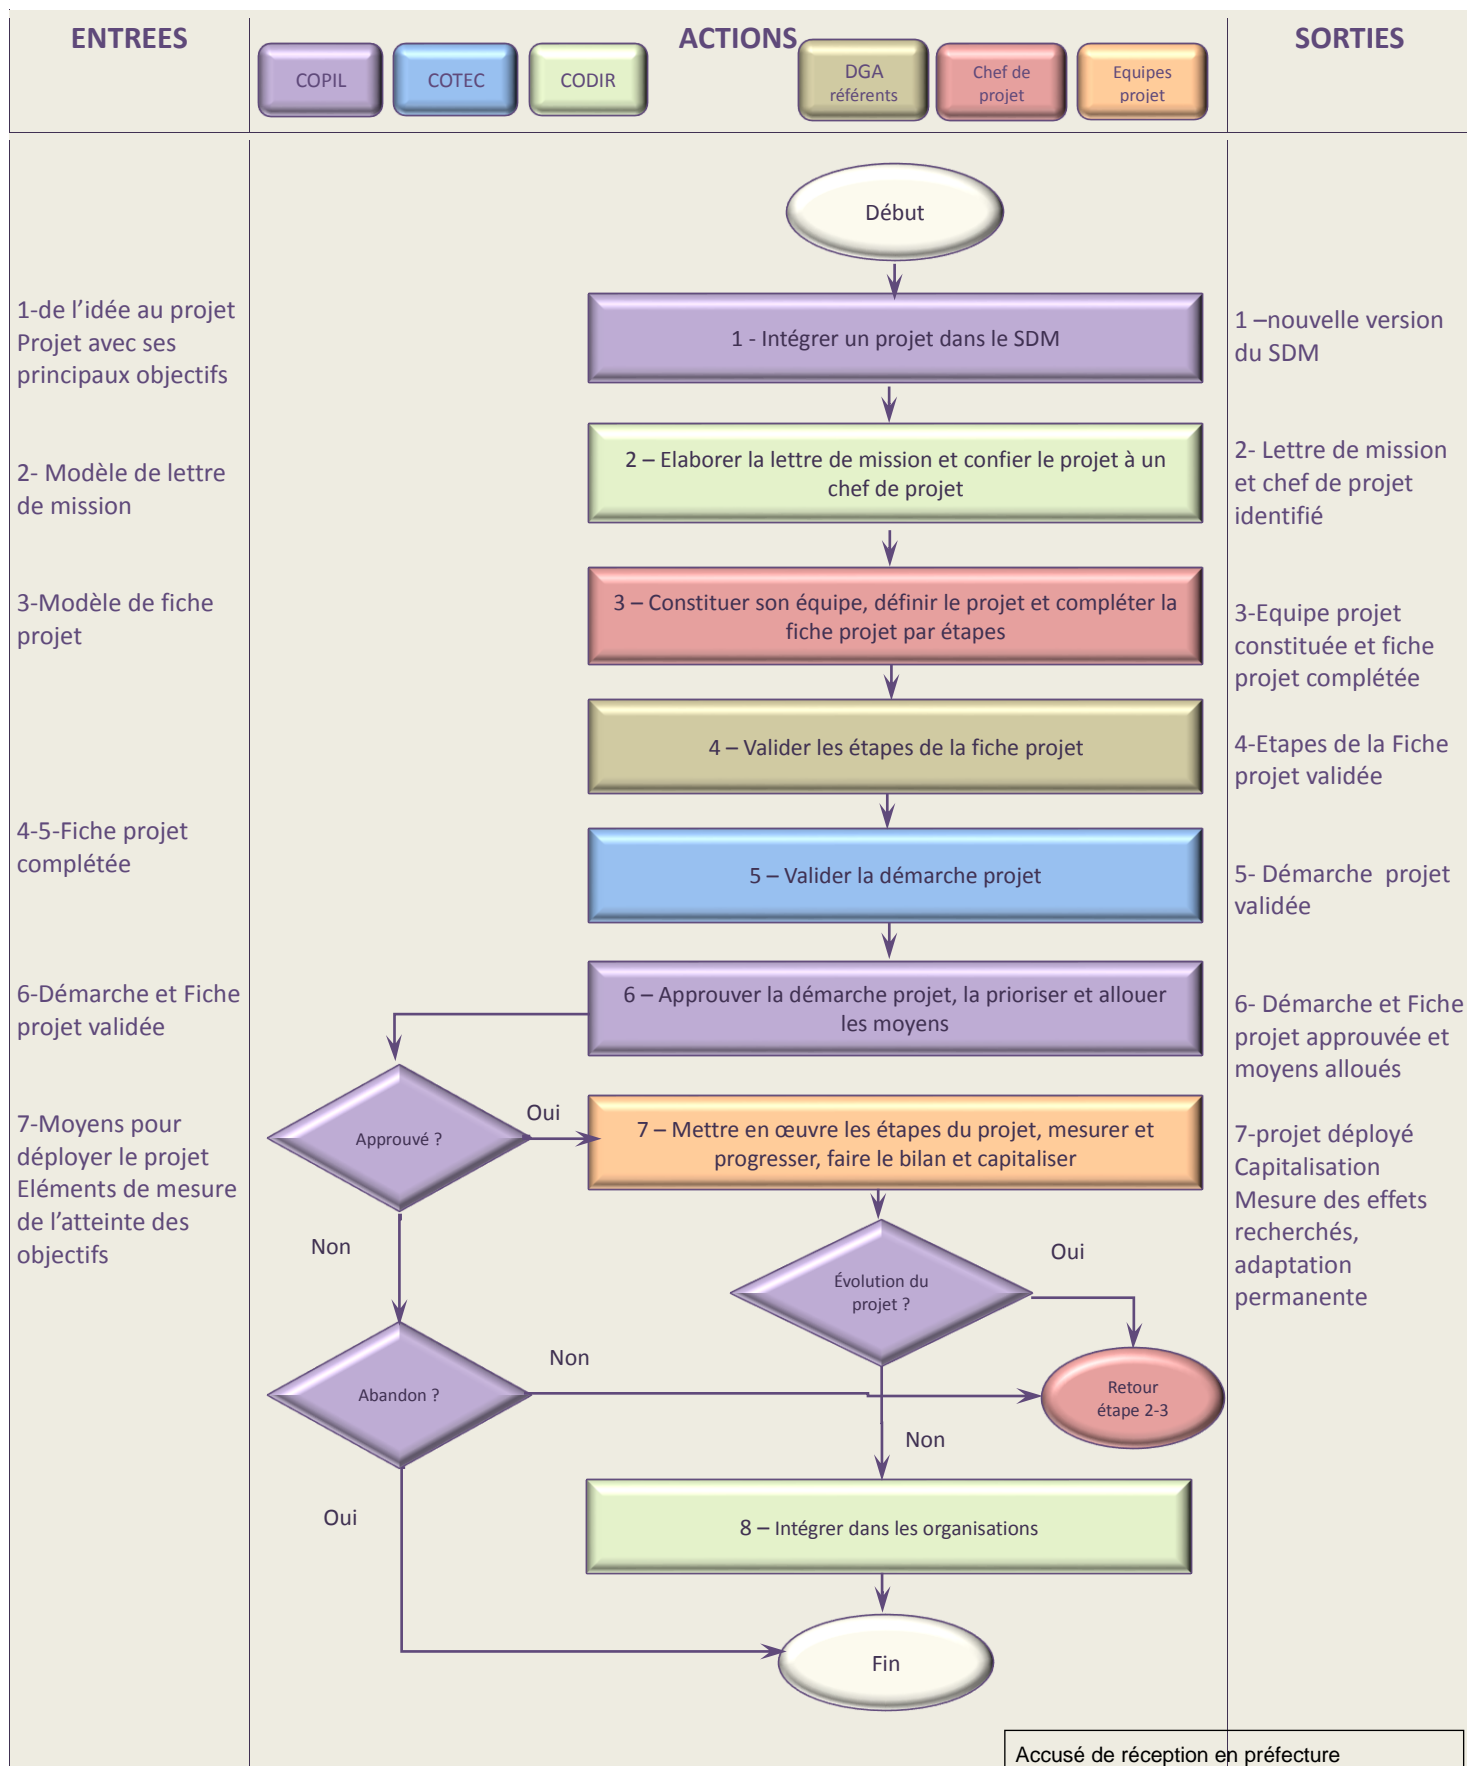 ENTREES
ACTIONS
SORTIES
COPIL
COTEC
CODIR
DGA
référents
Chef de
projet
Equipes
projet
Début
1-de l’idée au projet
Projet avec ses
principaux objectifs
1 - Intégrer un projet dans le SDM
1 –nouvelle version
du SDM
2- Modèle de lettre
de mission
2 – Elaborer la lettre de mission et confier le projet à un
chef de projet
2- Lettre de mission
et chef de projet
identifié
3-Modèle de fiche
projet
3 – Constituer son équipe, définir le projet et compléter la
fiche projet par étapes
3-Equipe projet
constituée et fiche
projet complétée
4 – Valider les étapes de la fiche projet
4-Etapes de la Fiche
projet validée
4-5-Fiche projet
complétée
5 – Valider la démarche projet
5- Démarche  projet
validée
6-Démarche et Fiche
projet validée
6 – Approuver la démarche projet, la prioriser et allouer
les moyens
6- Démarche et Fiche
projet approuvée et
moyens alloués
7-Moyens pour
déployer le projet
Eléments de mesure
de l’atteinte des
objectifs
Approuvé ?
Oui
7 – Mettre en œuvre les étapes du projet, mesurer et
progresser, faire le bilan et capitaliser
7-projet déployé
Capitalisation
Mesure des effets
recherchés,
adaptation
permanente
Non
Évolution du
projet ?
Oui
Abandon ?
Non
Retour
étape 2-3
Non
Oui
8 – Intégrer dans les organisations
Fin
Accusé de réception en préfecture